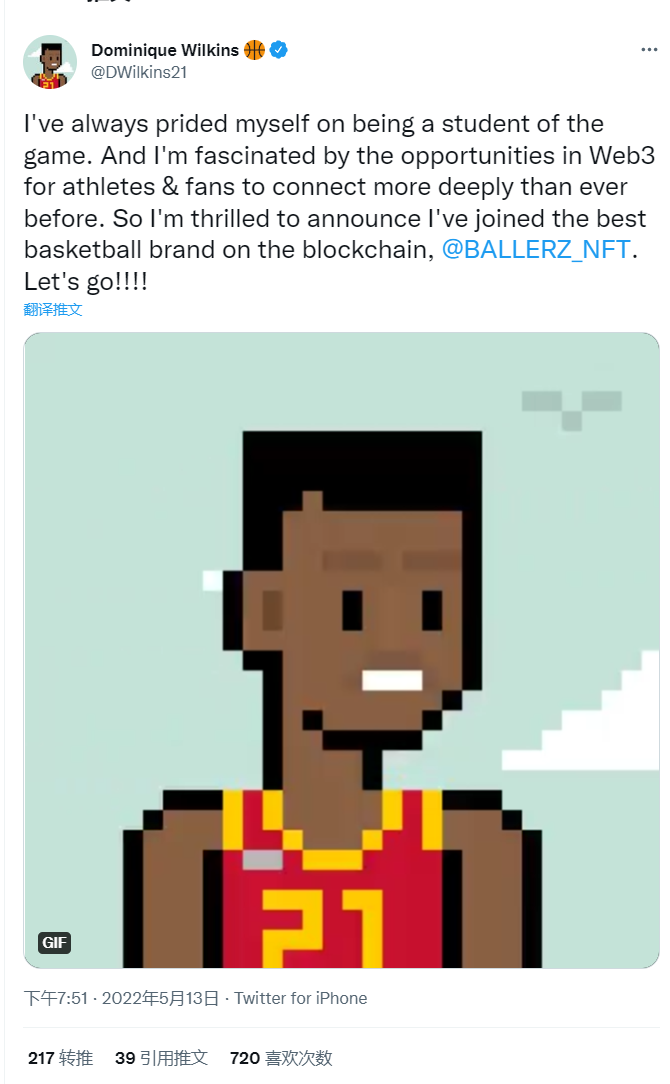 Dominique Wilkins
@DWilkins21
I've always prided myself on being a student of the
game. And I'm fascinated by the opportunities in Web3
for athletes & fans to connect more deeply than ever
before. So I'm thrilled to announce I've joined the best
basketball brand on the blockchain, @BALLERZ_NFT.
Let's go!!!!
翻译推文
21
GIF
下午7:51 · 2022年5月13日 · Twitter for iPhone
217 转推 39 引用推文 720 喜欢次数